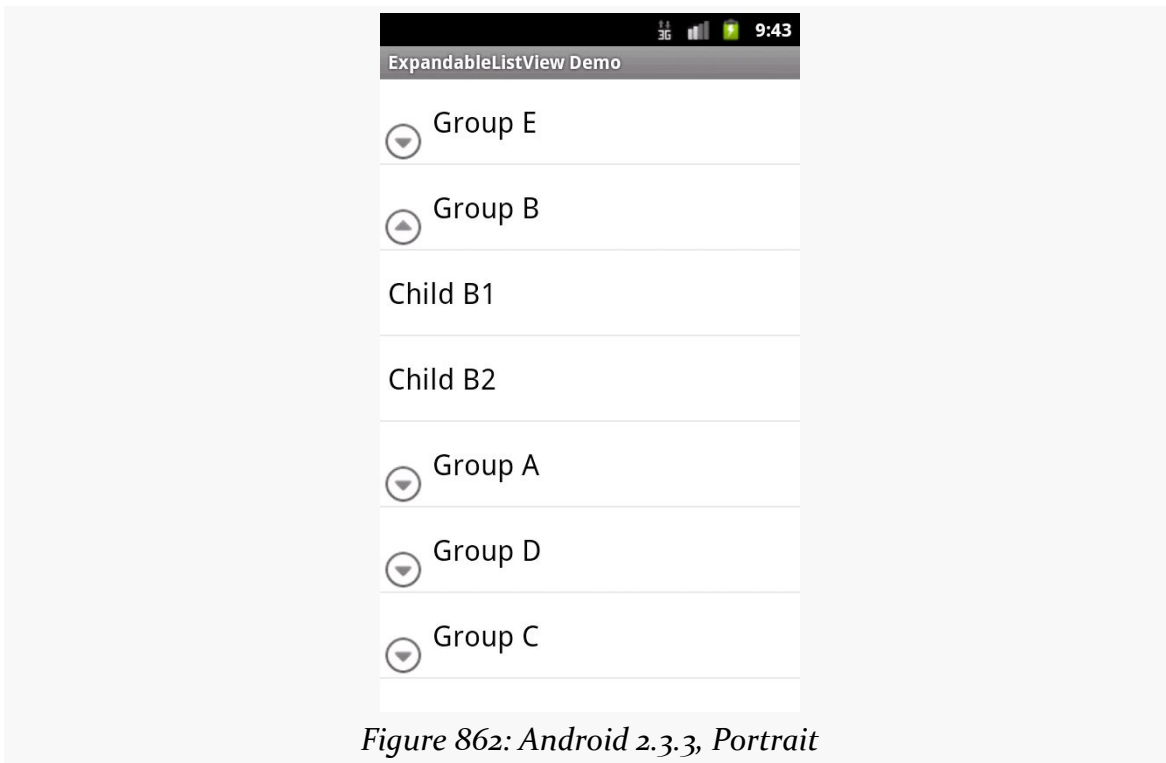 3G 9:43
ExpandableListView Demo
Group E
Group B
Child B1
Child B2
Group A
Group D
Group C
Figure 862: Android 2.3.3, Portrait